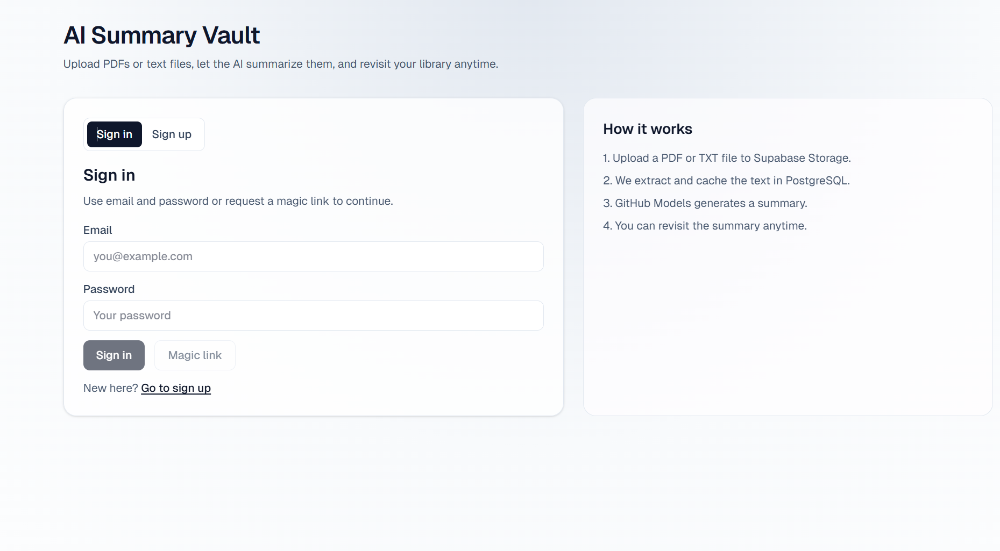 AI Summary Vault
Upload PDFs or text files, let the AI summarize them, and revisit your library anytime.
Sign in
Sign up
Sign in
Use email and password or request a magic link to continue.
Email
you@example.com
Password
Your password
Sign in
Magic link
New here? Go to sign up
How it works
1. Upload a PDF or TXT file to Supabase Storage.
2. We extract and cache the text in PostgreSQL.
3. GitHub Models generates a summary.
4. You can revisit the summary anytime.